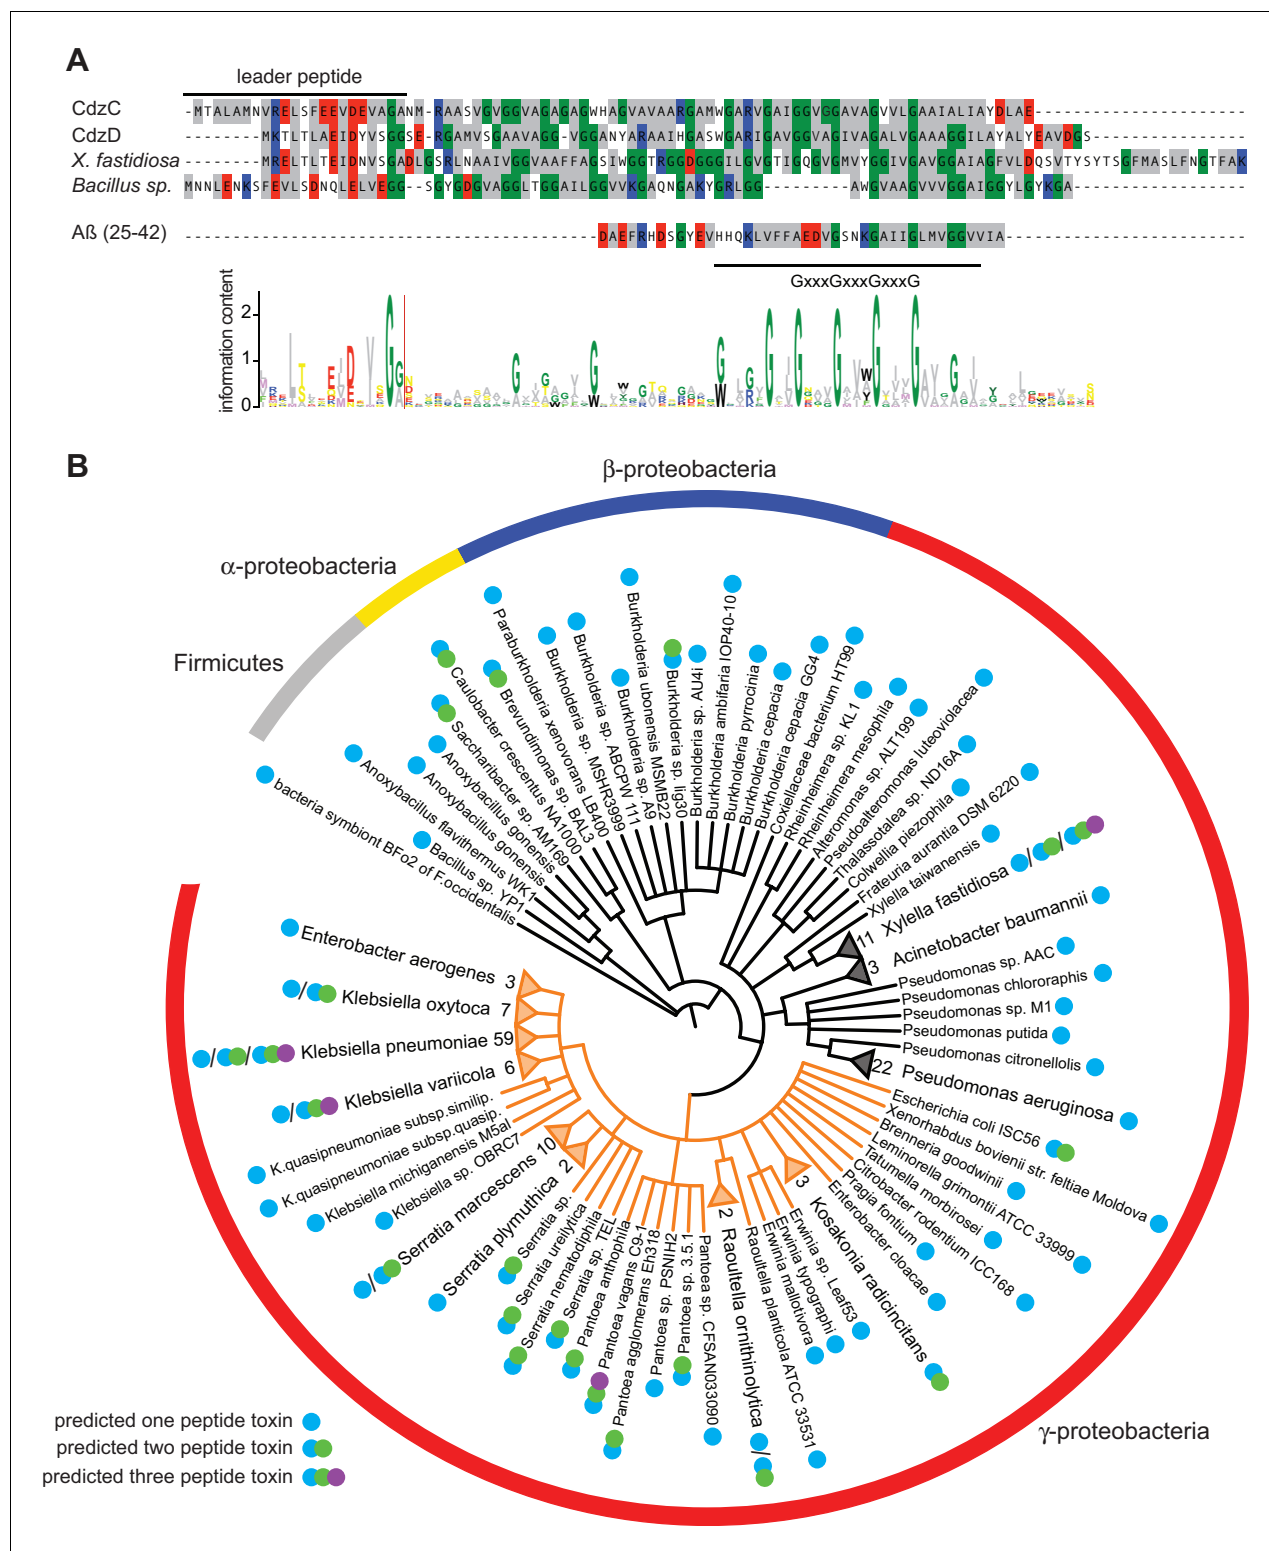 A
leader peptide
CdzC -MTALAMNVRELSFEEVDEVAGANM-RAASVGVGGVAGAGAGWHAGVAVAARGAMWGARVGAIGGVGGAVAGVVLGAAIALIAYDLAE----------------------
CdzD --------MKTLTLAEIDYVSGGSE-RGAMVSGAAVAGG-VGGANYARAAIHGASWGARIGAVGGVAGIVAGALVGAAAGGILAYALYEAVDGS----------------
X. fastidiosa --------MRELTLTEIDNVSGADLGSRLNAAIVGGVAAFFAGSIWGGTRGGDGGGILGVGTIGQGVGMVYGGIVGAVGGAIAGFVLDQSVTYSYTSGFMASLFNGTFAK
Bacillus sp. MNNLENKSFEVLSDNQLELVEGG--SGYGDGVAGGLTGGAILGGVVKGAQNGAKYGRLGG---------AWGVAAGVVVGGAIGGYLGYKGA------------------
Aß (25-42) -------------------------------------------DAEFRHDSGYEVHHQKLVFFAEDVGSNKGAIIGLMVGGVVIA-------------------------
GxxxGxxxGxxxG
information content
2
1
0
B
β-proteobacteria
α-proteobacteria
Firmicutes
γ-proteobacteria
bacteria symbiont BFo2 of F.occidentalis
Bacillus sp. YP1
Anoxybacillus flavithermus WK1
Anoxybacillus gonensis
Anoxybacillus gonensis
Saccharibacter sp. AM169
Caulobacter crescentus NA1000
Brevundimonas sp. BAL3
Paraburkholderia xenovorans LB400
Burkholderia sp. MSHR3999
Burkholderia sp. ABCPW 111
Burkholderia sp. A9
Burkholderia ubonensis MSMB22
Burkholderia sp. lig30
Burkholderia sp. AU4i
Burkholderia ambifaria IOP40-10
Burkholderia pyrrocinia
Burkholderia cepacia
Burkholderia cepacia GG4
Coxiellaceae bacterium HT99
Rheinheimera sp. KL1
Rheinheimera mesophila
Alteromonas sp. ALT199
Pseudoalteromonas luteoviolacea
Thalassotalea sp. ND16A
Colwellia piezophila
Frateuria aurantia DSM 6220
Xylella taiwanensis
11 Xylella fastidiosa / /
3 Acinetobacter baumannii
Pseudomonas sp. AAC
Pseudomonas chlororaphis
Pseudomonas sp. M1
Pseudomonas putida
Pseudomonas citronellolis
22 Pseudomonas aeruginosa
Escherichia coli ISC56
Xenorhabdus bovienii str. feltiae Moldova
Brenneria goodwinii
Leminorella grimontii ATCC 33999
Tatumella morbirosei
Citrobacter rodentium ICC168
Pragia fontium
Enterobacter cloacae
3 Kosakonia radicincitans
Erwinia sp. Leaf53
Erwinia typographi
Erwinia mallotivora
Raoultella planticola ATCC 33531
2 Raoultella ornithinolytica /
Pantoea sp. CFSAN033090
Pantoea sp. 3.5.1
Pantoea sp. PSNIH2
Pantoea agglomerans Eh318
Pantoea vagans C9-1
Pantoea anthophila
Serratia sp. TEL
Serratia nematodiphila
Serratia ureilytica
Serratia sp.
Serratia plymuthica 2
/ Serratia marcescens 10
Klebsiella sp. OBRC7
Klebsiella michiganensis M5al
K.quasipneumoniae subsp.quasip.
K.quasipneumoniae subsp.similip.
/ Klebsiella variicola 6
/ / Klebsiella pneumoniae 59
/ Klebsiella oxytoca 7
Enterobacter aerogenes 3
predicted one peptide toxin
predicted two peptide toxin
predicted three peptide toxin